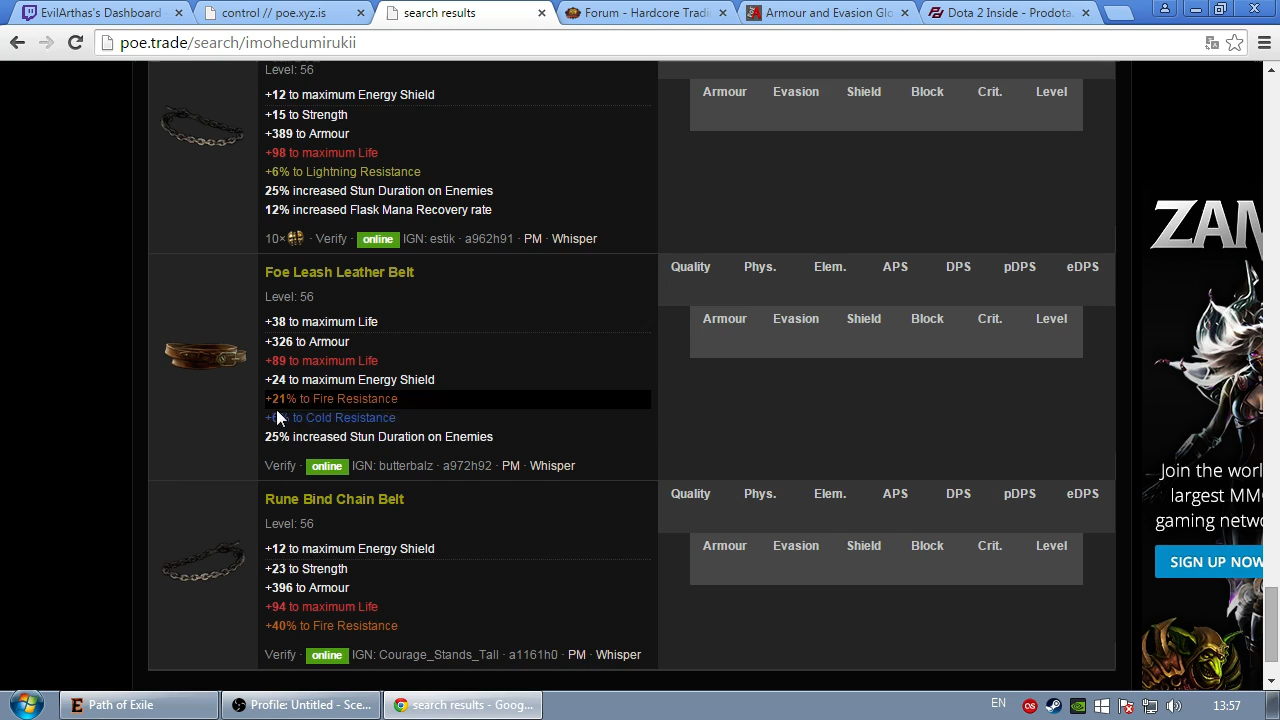 EvilArthas's Dashboard
control // poe.xyz.is
search results
Forum - Hardcore Tradi
Armour and Evasion Glo
Dota 2 Inside - Prodota.
poe.trade/search/imohedumirukii
Level: 56
+12 to maximum Energy Shield
+15 to Strength
+389 to Armour
+98 to maximum Life
+6% to Lightning Resistance
25% increased Stun Duration on Enemies
12% increased Flask Mana Recovery rate
10× · Verify · online IGN: estik · a962h91 · PM · Whisper
Armour Evasion Shield Block Crit. Level
Foe Leash Leather Belt
Level: 56
+38 to maximum Life
+326 to Armour
+89 to maximum Life
+24 to maximum Energy Shield
+21% to Fire Resistance
% to Cold Resistance
25% increased Stun Duration on Enemies
Verify · online IGN: butterbalz · a972h92 · PM · Whisper
Quality Phys. Elem. APS DPS pDPS eDPS
Armour Evasion Shield Block Crit. Level
Rune Bind Chain Belt
Level: 56
+12 to maximum Energy Shield
+23 to Strength
+396 to Armour
+94 to maximum Life
+40% to Fire Resistance
Verify · online IGN: Courage_Stands_Tall · a1161h0 · PM · Whisper
Quality Phys. Elem. APS DPS pDPS eDPS
Armour Evasion Shield Block Crit. Level
ZAM
Join the worl
largest MM
gaming netw
SIGN UP NOW
Path of Exile
Profile: Untitled - Sce...
search results - Goog...
EN
13:57